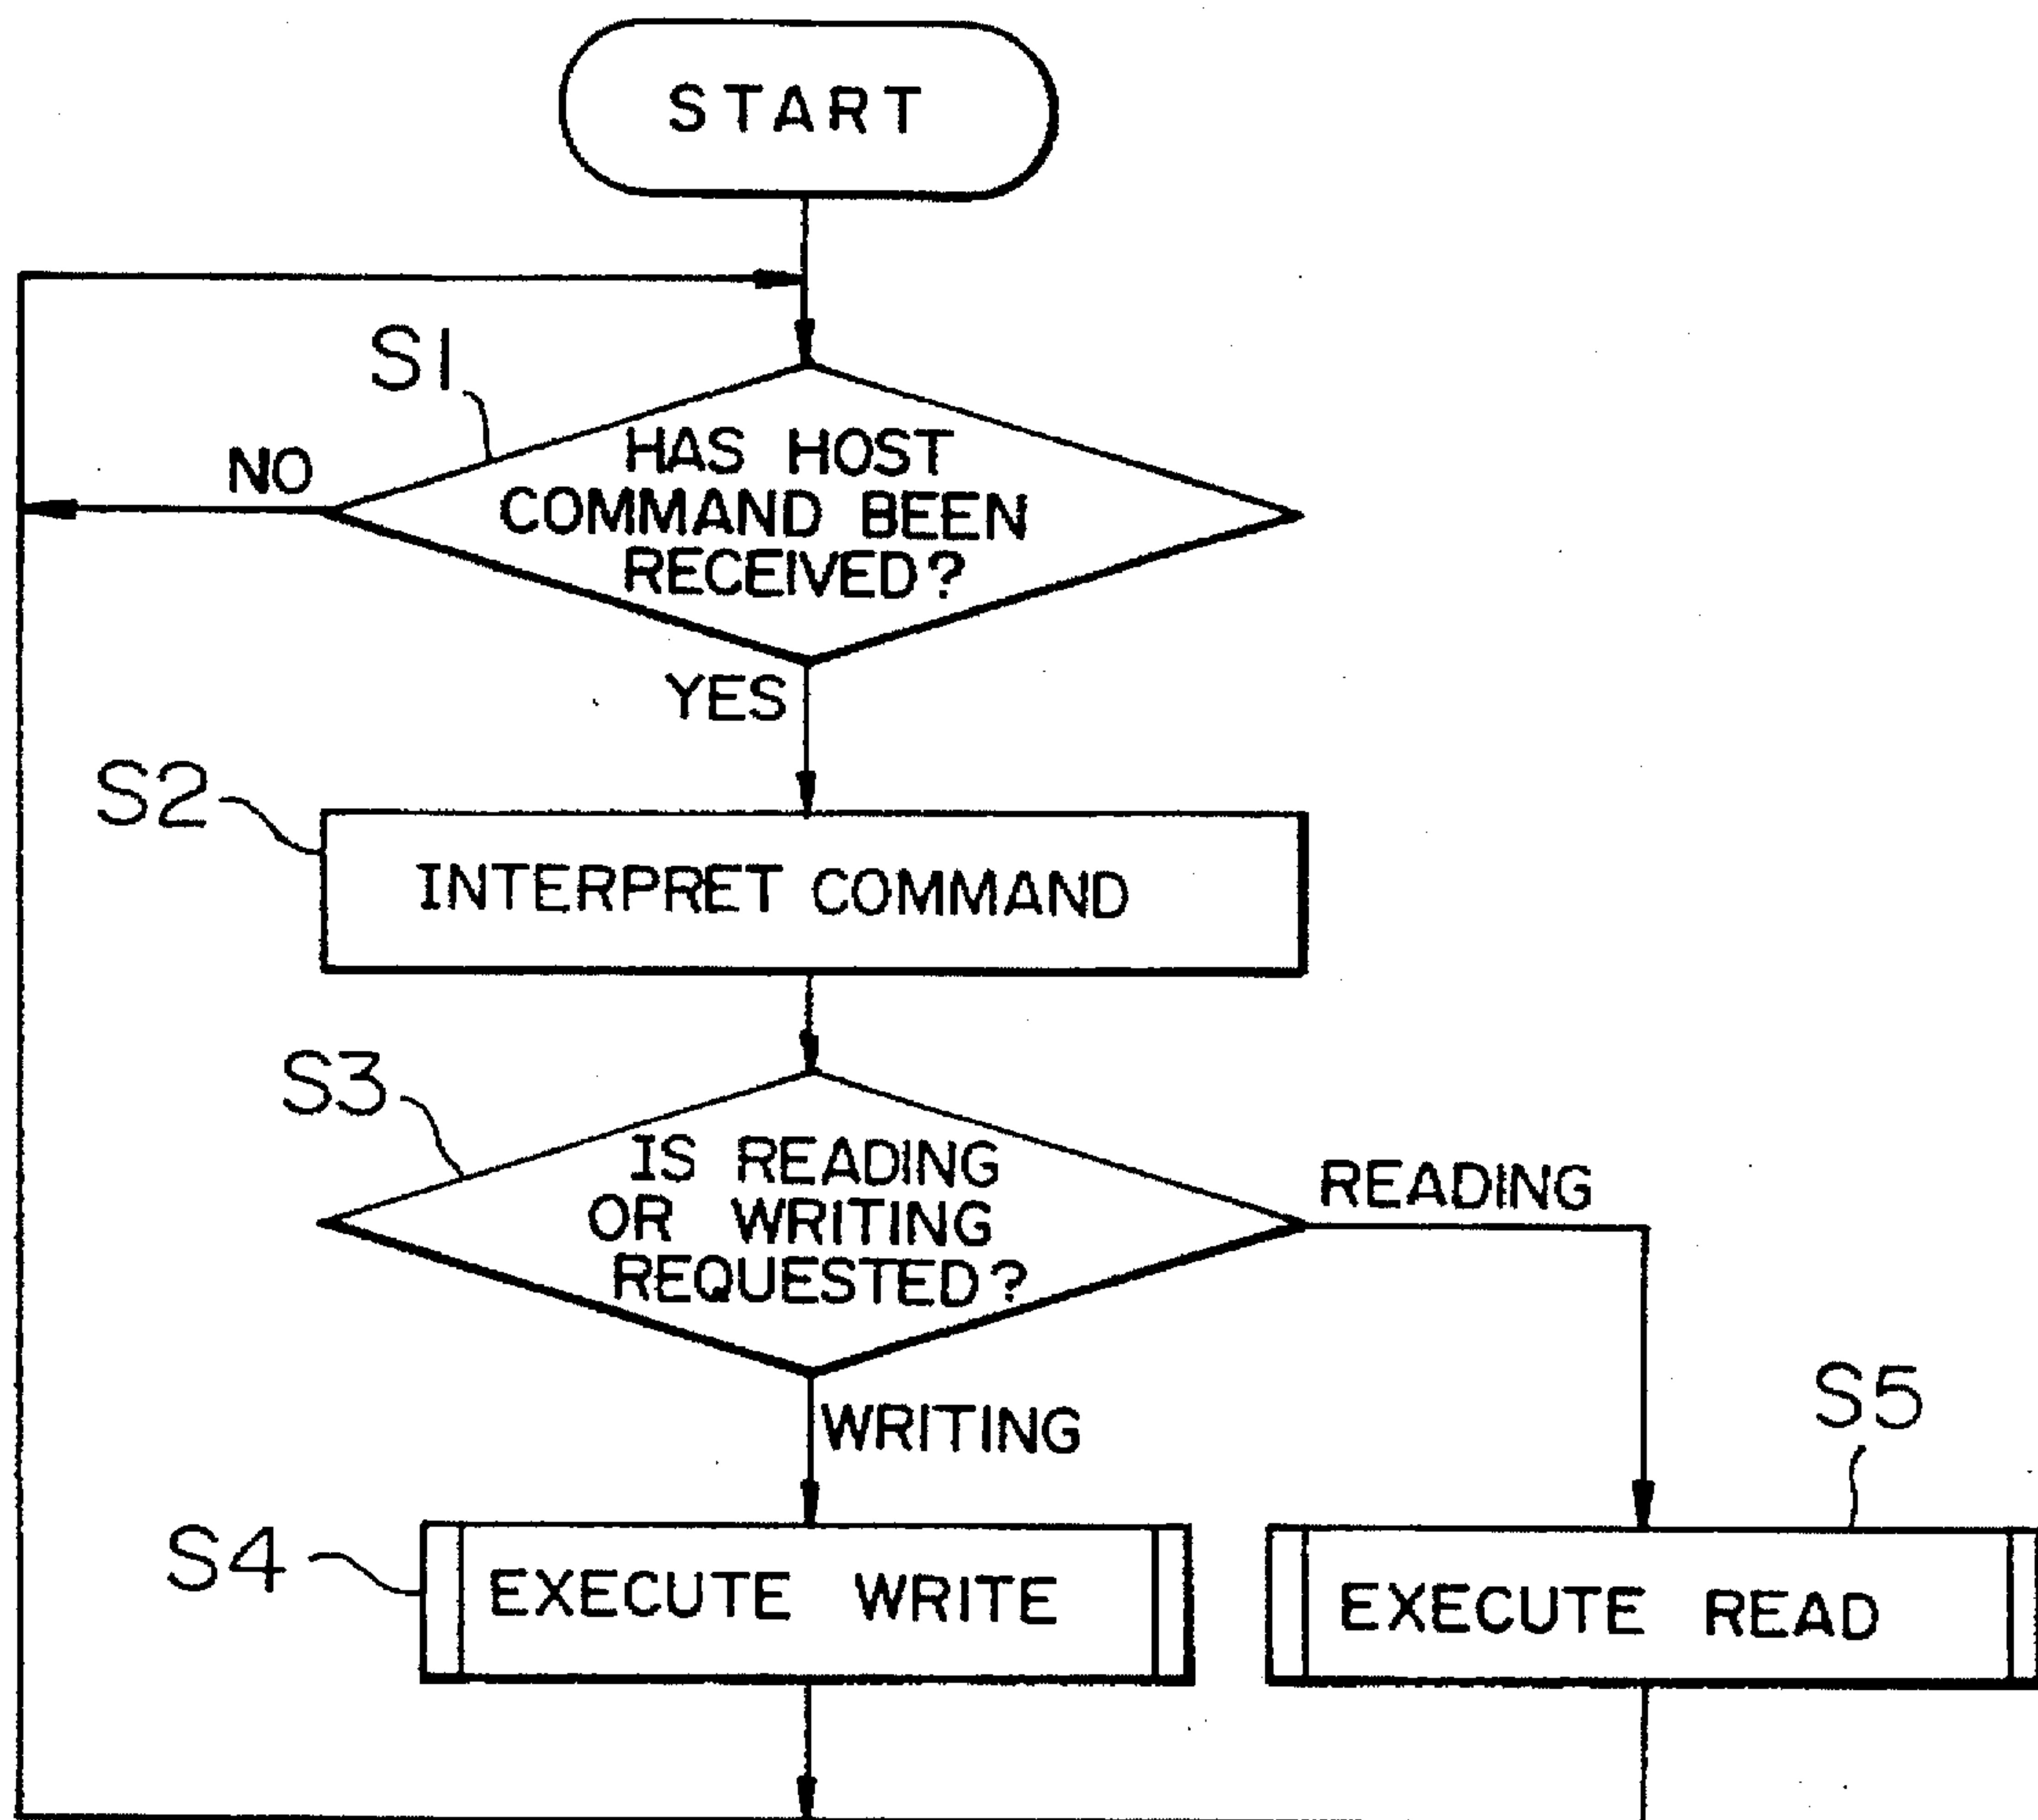 START
S1
HAS HOST
NO
COMMAND BEEN
RECEIVED?
YES
S2
INTERPRET COMMAND
S3
IS READING
READING
OR WRITING
REQUESTED?
WRITING
S5
S4
EXECUTE WRITE
EXECUTE READ